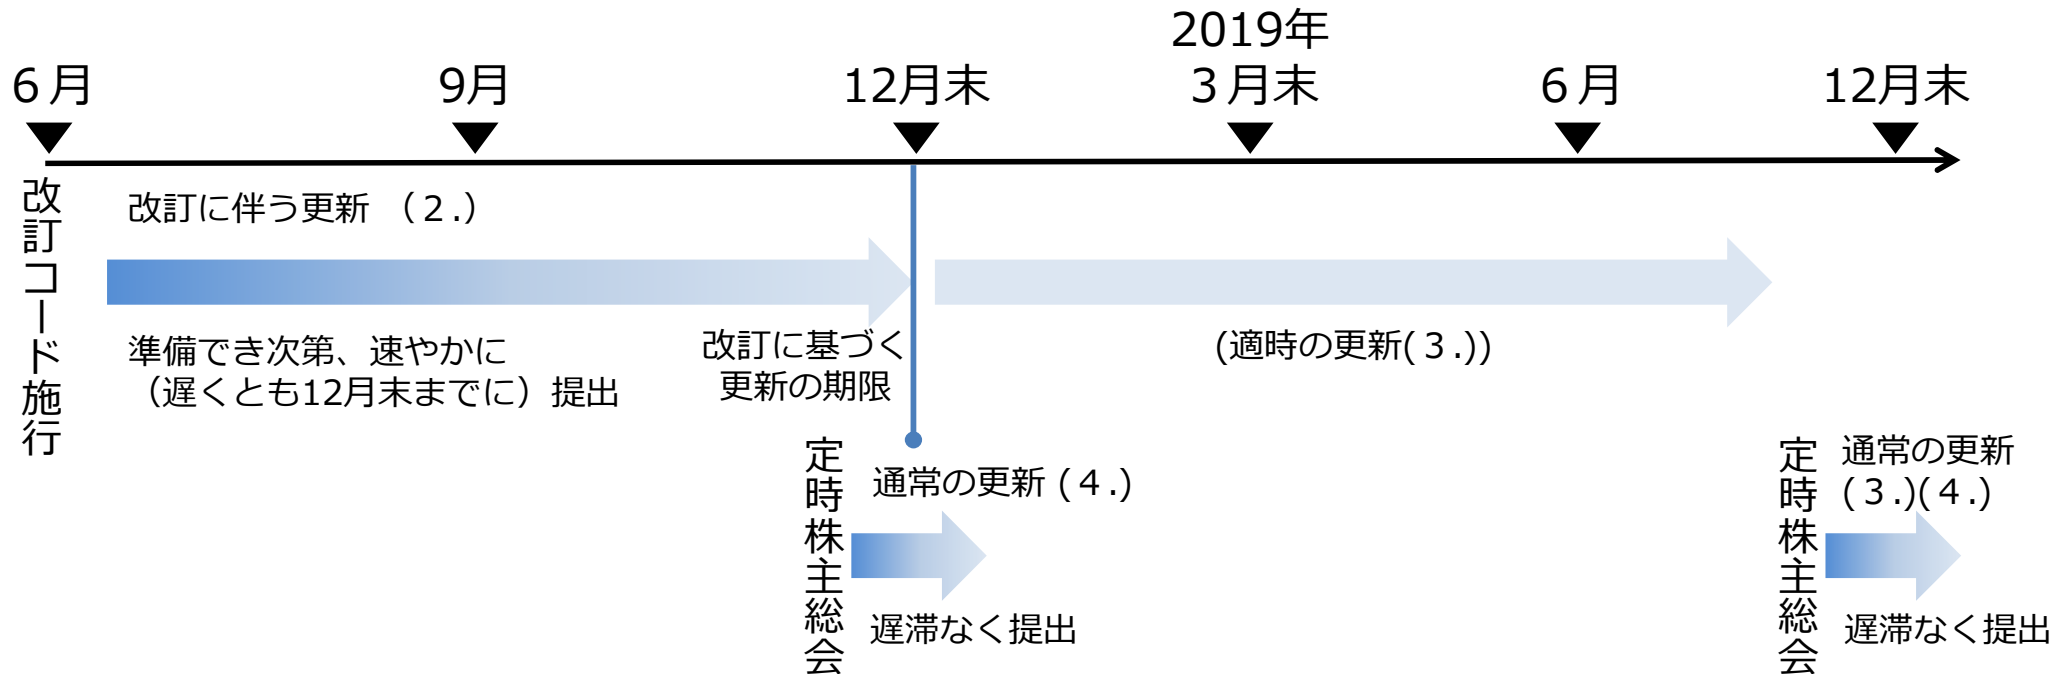 2019年
６月
9月
12月末
３月末
６月
12月末
改訂コード施行
改訂に伴う更新 （２.）
準備でき次第、速やかに
（遅くとも12月末までに）提出
改訂に基づく
更新の期限
(適時の更新(３.))
定時株主総会
通常の更新 (４.)
遅滞なく提出
定時株主総会
通常の更新
(３.)(４.)
遅滞なく提出